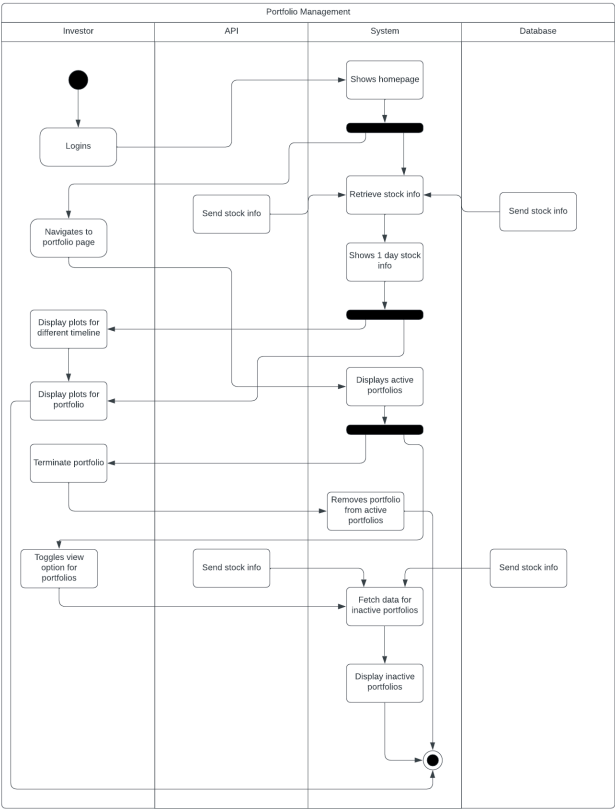 Portfolio Management
Investor
API
System
Database
Shows homepage
Logins
Retrieve stock info
Send stock info
Send stock info
Navigates to
portfolio page
Shows 1 day stock
info
Display plots for
different timeline
Displays active
portfolios
Display plots for
portfolio
Terminate portfolio
Removes portfolio
from active
portfolios
Toggles view
option for
portfolios
Send stock info
Send stock info
Fetch data for
inactive portfolios
Display inactive
portfolios